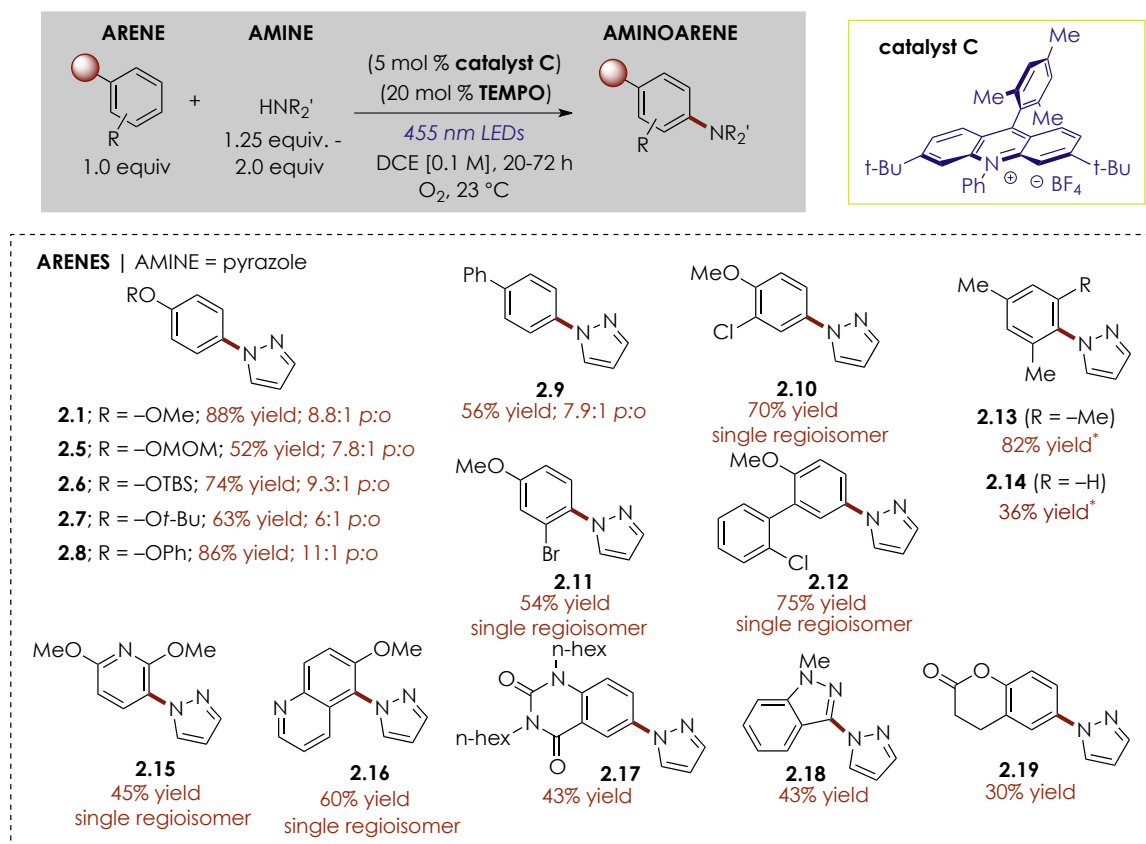 ARENE
AMINE
AMINOARENE
R
1.0 equiv
+
HNR2'
1.25 equiv. -
2.0 equiv
(5 mol % catalyst C)
(20 mol % TEMPO)
455 nm LEDs
DCE [0.1 M], 20-72 h
O2, 23 °C
R
NR2'
catalyst C
Me
Me
Me
t-Bu
N
Ph
⊕
⊖ BF4
t-Bu
ARENES | AMINE = pyrazole
RO
N
N
2.1; R = –OMe; 88% yield; 8.8:1 p:o
2.5; R = –OMOM; 52% yield; 7.8:1 p:o
2.6; R = –OTBS; 74% yield; 9.3:1 p:o
2.7; R = –Ot-Bu; 63% yield; 6:1 p:o
2.8; R = –OPh; 86% yield; 11:1 p:o
Ph
N
N
2.9
56% yield; 7.9:1 p:o
MeO
Cl
N
N
2.10
70% yield
single regioisomer
Me
R
Me
N
N
2.13 (R = –Me)
82% yield*
2.14 (R = –H)
36% yield*
MeO
Br
N
N
2.11
54% yield
single regioisomer
MeO
Cl
N
N
2.12
75% yield
single regioisomer
MeO
N
OMe
N
N
2.15
45% yield
single regioisomer
OMe
N
N
N
2.16
60% yield
single regioisomer
n-hex
O
N
N
n-hex
O
N
N
2.17
43% yield
Me
N
N
N
N
2.18
43% yield
O
O
N
N
2.19
30% yield